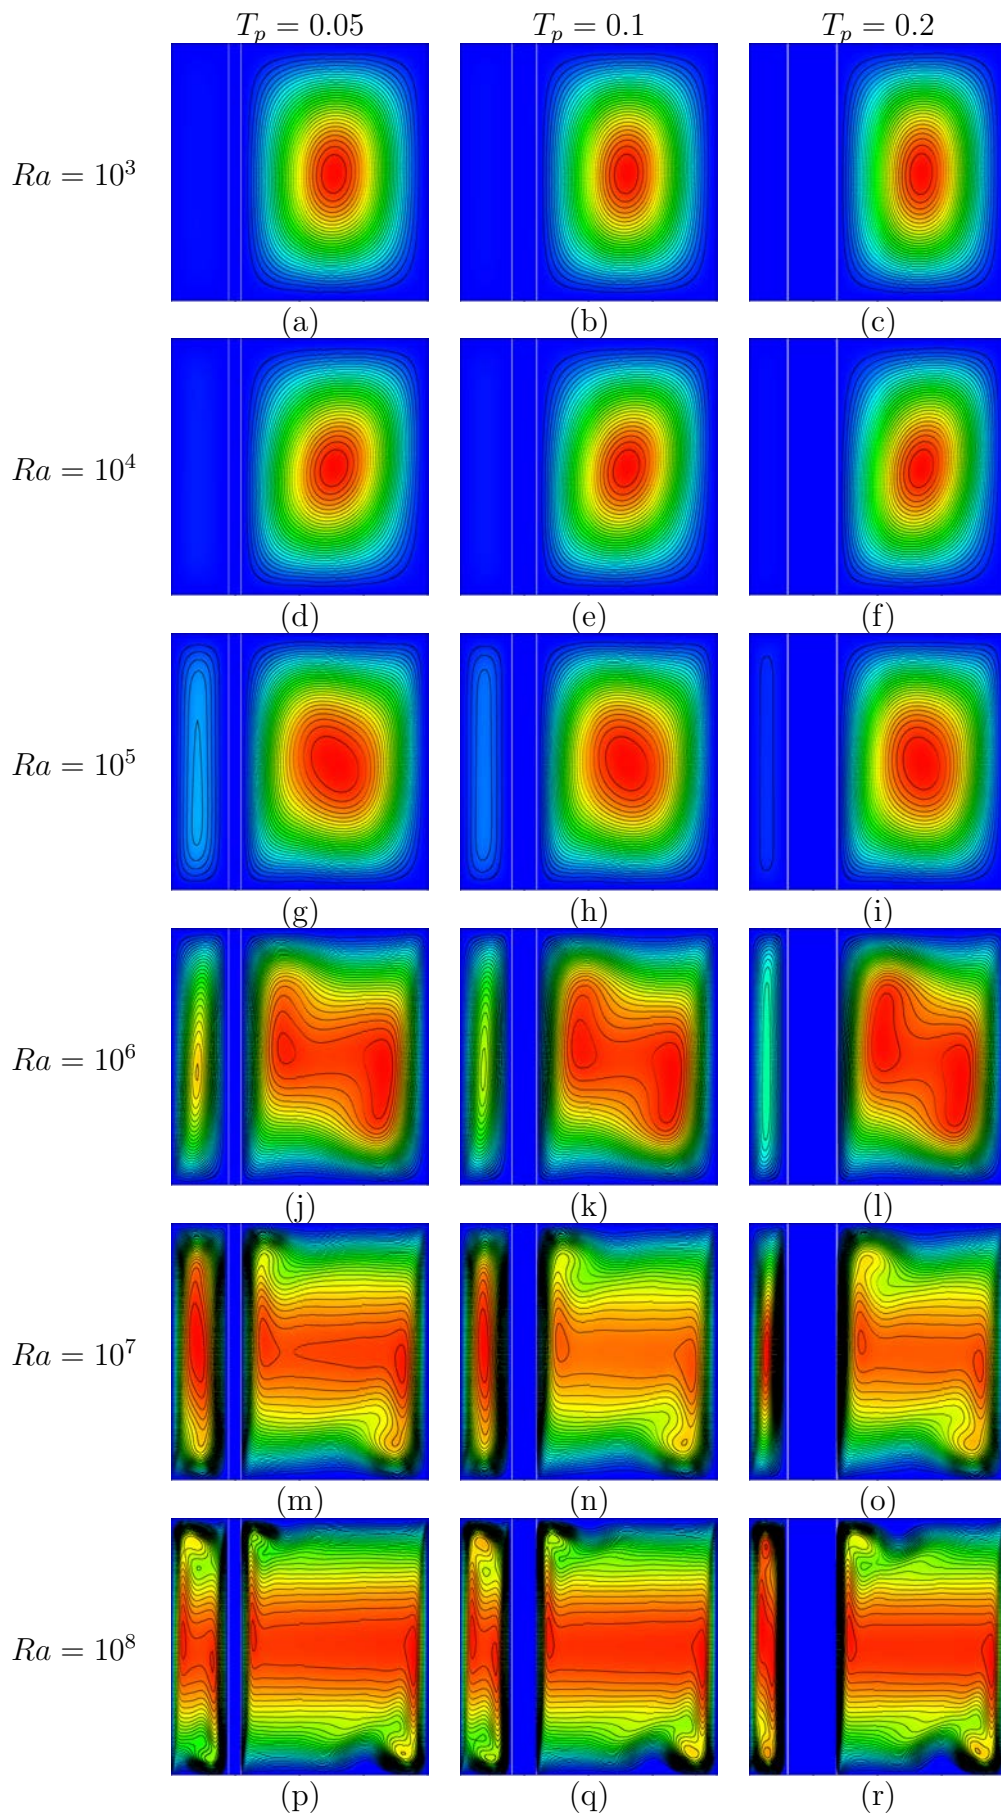 T_p = 0.05 T_p = 0.1 T_p = 0.2
Ra = 10^3
(a) (b) (c)
Ra = 10^4
(d) (e) (f)
Ra = 10^5
(g) (h) (i)
Ra = 10^6
(j) (k) (l)
Ra = 10^7
(m) (n) (o)
Ra = 10^8
(p) (q) (r)